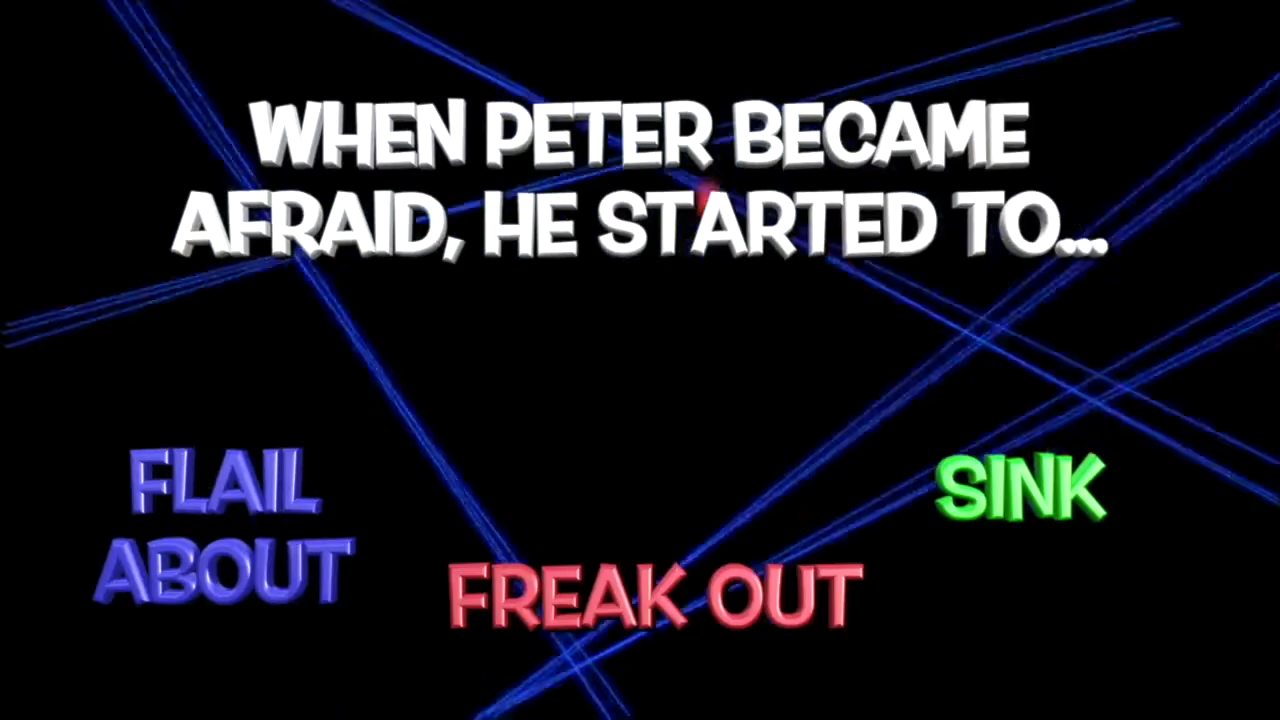 WHEN PETER BECAME
AFRAID, HE STARTED TO...
FLAIL
ABOUT
FREAK OUT
SINK